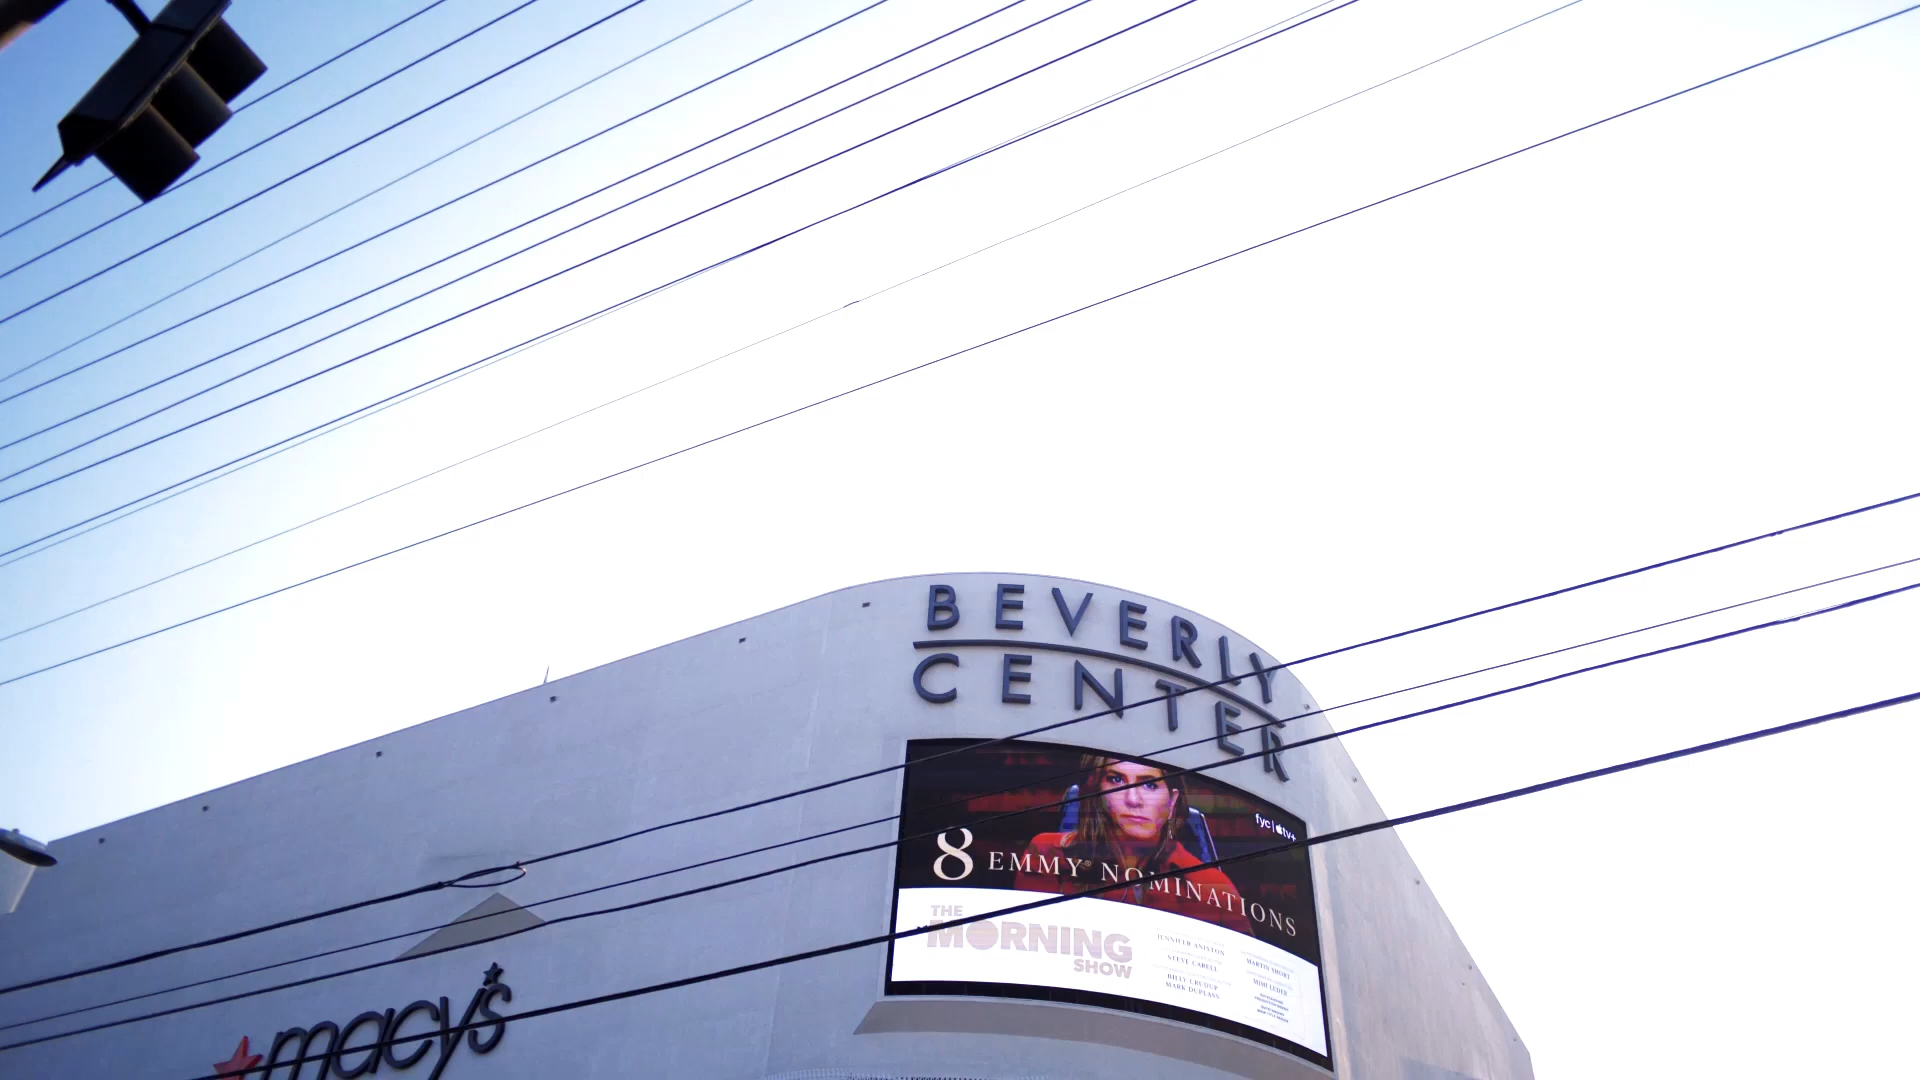 BEVERLY
CENTER
fyc | tv+
8 EMMY® NOMINATIONS
THE
MORNING
SHOW
JENNIFER ANISTON
STEVE CARELL
BILLY CRUDUP
MARK DUPLASS
MARTIN SHORT
MIMI LEDER
macy's